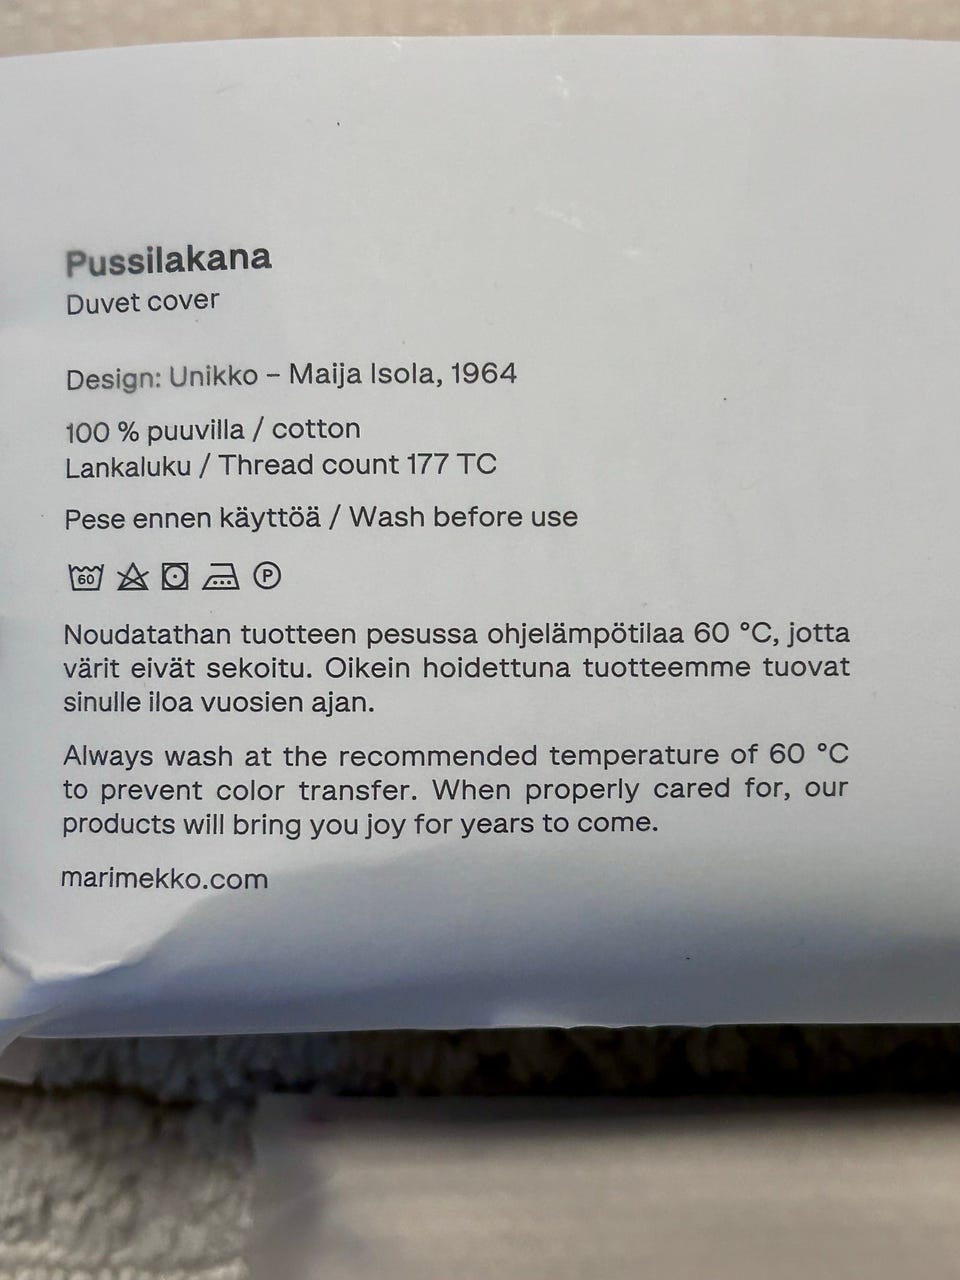 Pussilakana
Duvet cover
Design: Unikko – Maija Isola, 1964
100 % puuvilla / cotton
Lankaluku / Thread count 177 TC
Pese ennen käyttöä / Wash before use
60 P
Noudatathan tuotteen pesussa ohjelämpötilaa 60 °C, jotta
värit eivät sekoitu. Oikein hoidettuna tuotteemme tuovat
sinulle iloa vuosien ajan.
Always wash at the recommended temperature of 60 °C
to prevent color transfer. When properly cared for, our
products will bring you joy for years to come.
marimekko.com